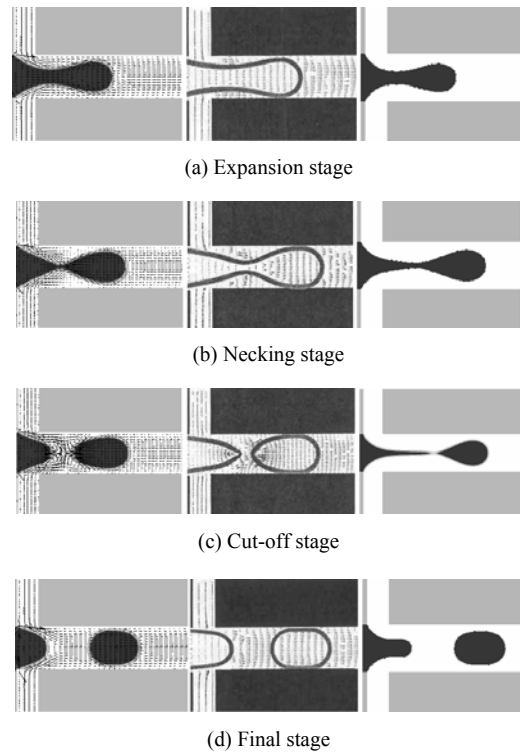 (a) Expansion stage
(b) Necking stage
(c) Cut-off stage
(d) Final stage